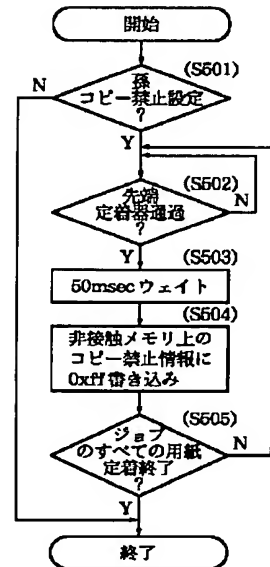 開始
(S501)
孫
コピー禁止設定
?
N
Y
(S502)
先端
定着器通過
?
N
Y
(S503)
50msecウェイト
(S504)
非接触メモリ上の
コピー禁止情報に
0xff書き込み
(S505)
ジョブ
のすべての用紙
定着終了
?
N
Y
終了